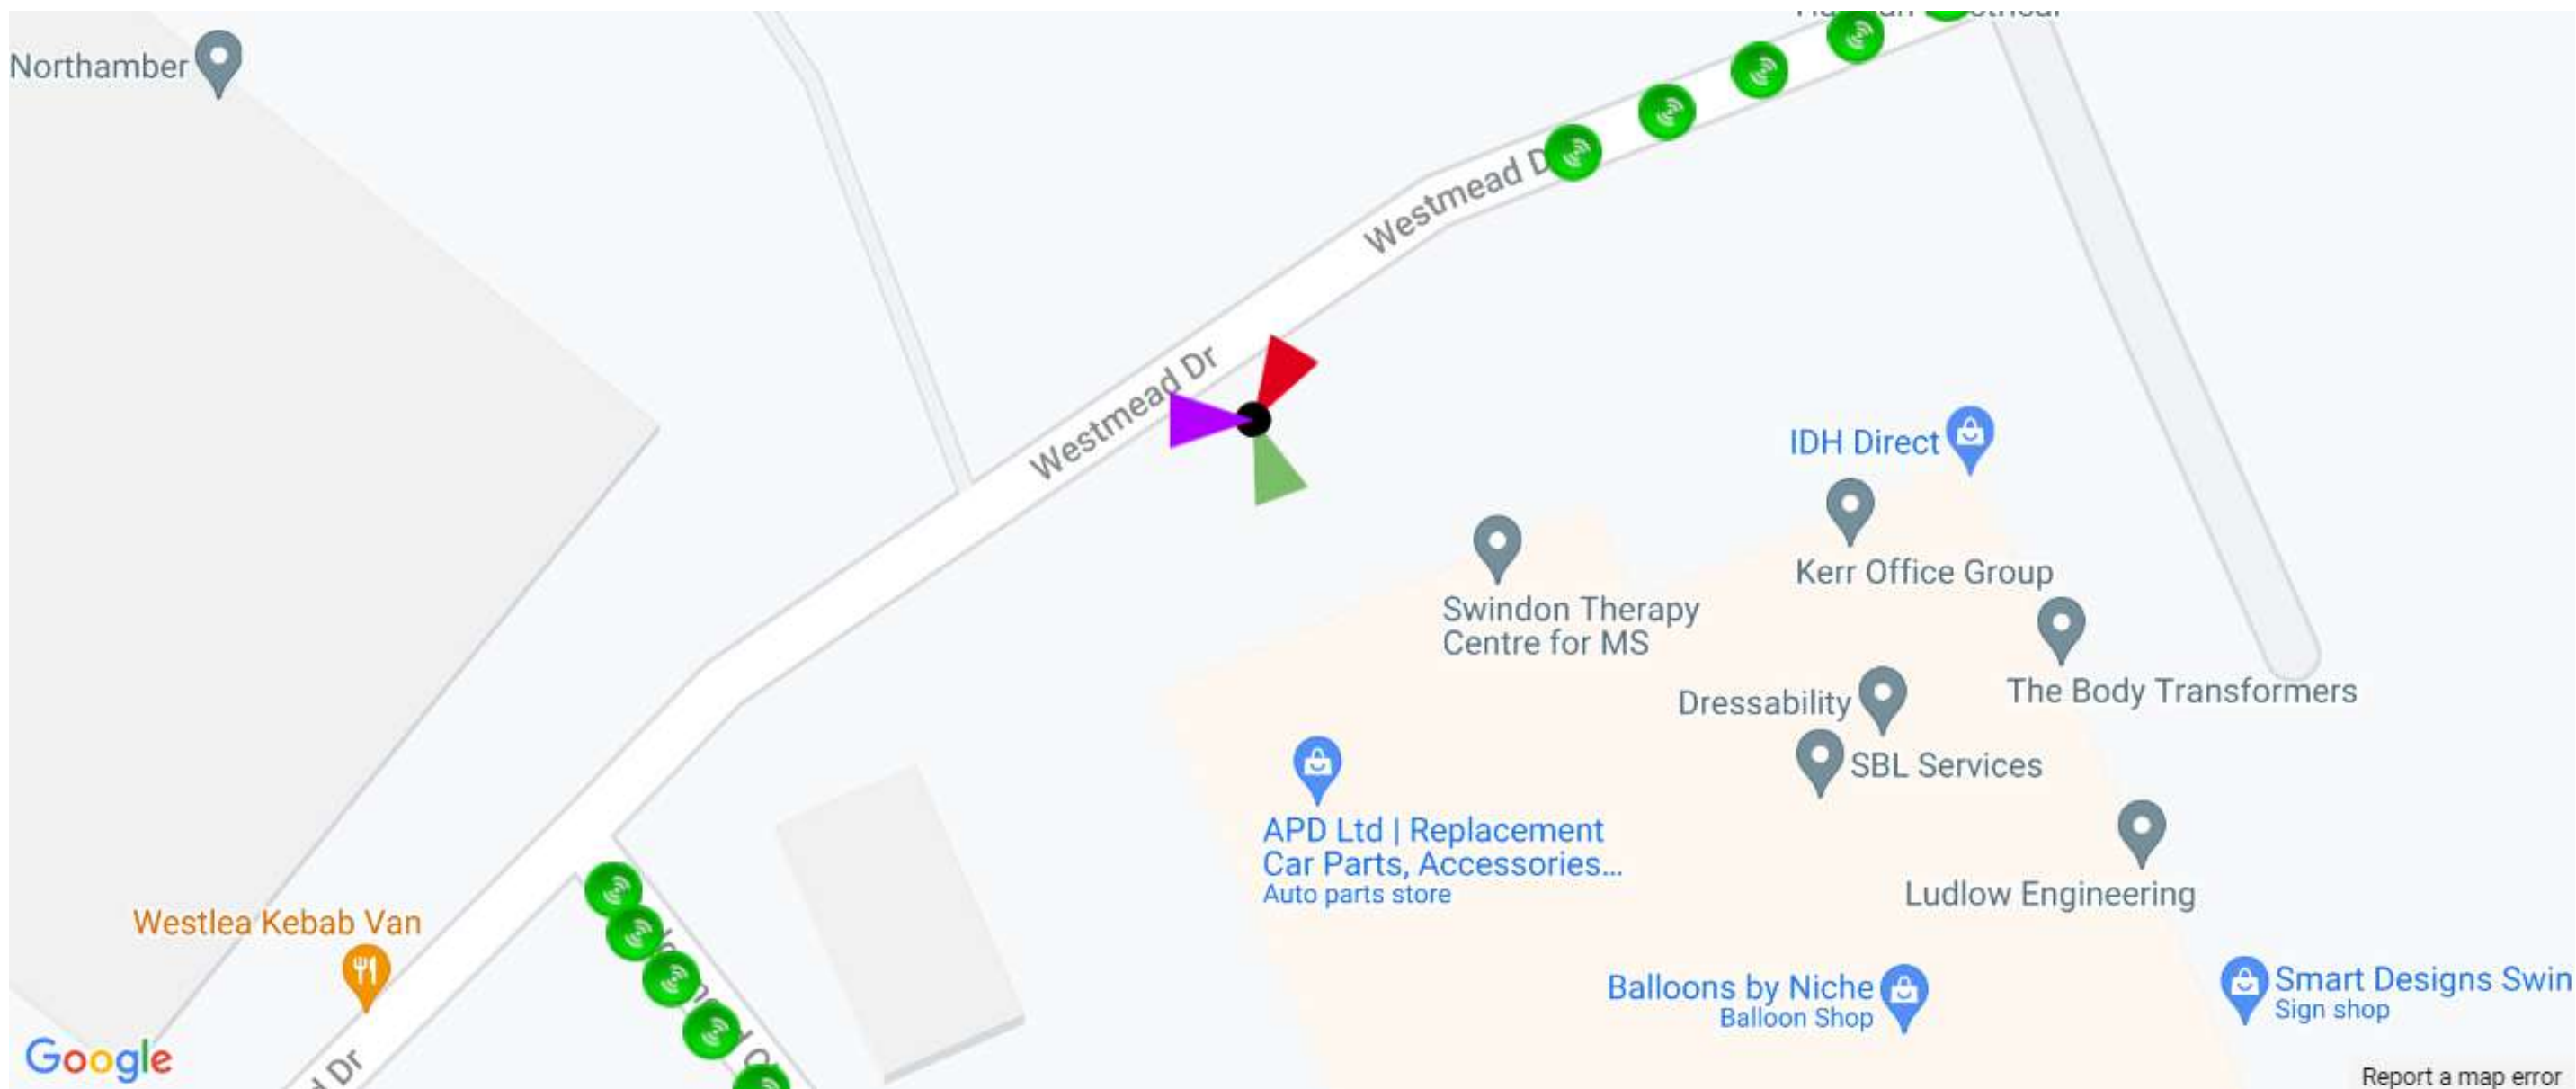 Northamber
Westmead D
Westmead Dr
IDH Direct
Kerr Office Group
Swindon Therapy
Centre for MS
The Body Transformers
Dressability
SBL Services
APD Ltd | Replacement
Car Parts, Accessories...
Auto parts store
Ludlow Engineering
Westlea Kebab Van
Balloons by Niche
Balloon Shop
Smart Designs Swin
Sign shop
Google
d Dr
Report a map error